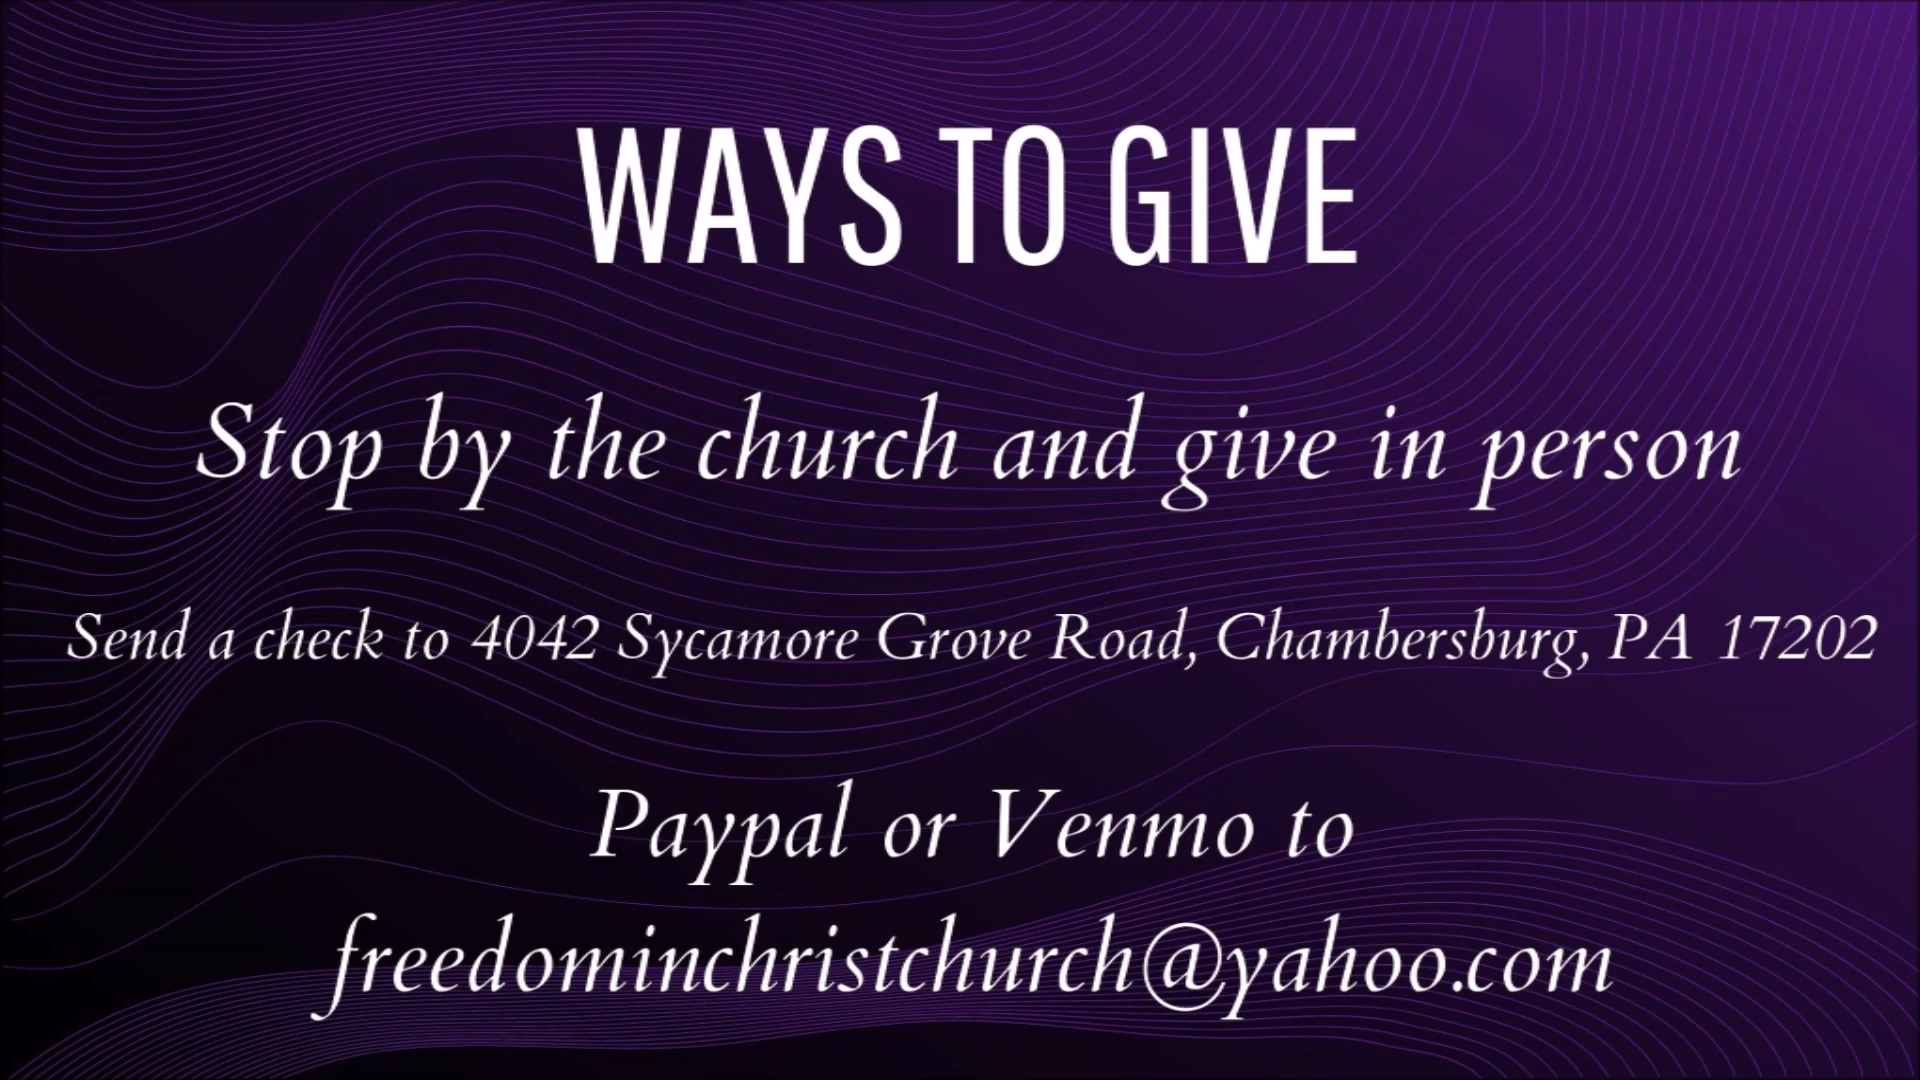 WAYS TO GIVE
Stop by the church and give in person
Send a check to 4042 Sycamore Grove Road, Chambersburg, PA 17202
Paypal or Venmo to
freedominchristchurch@yahoo.com